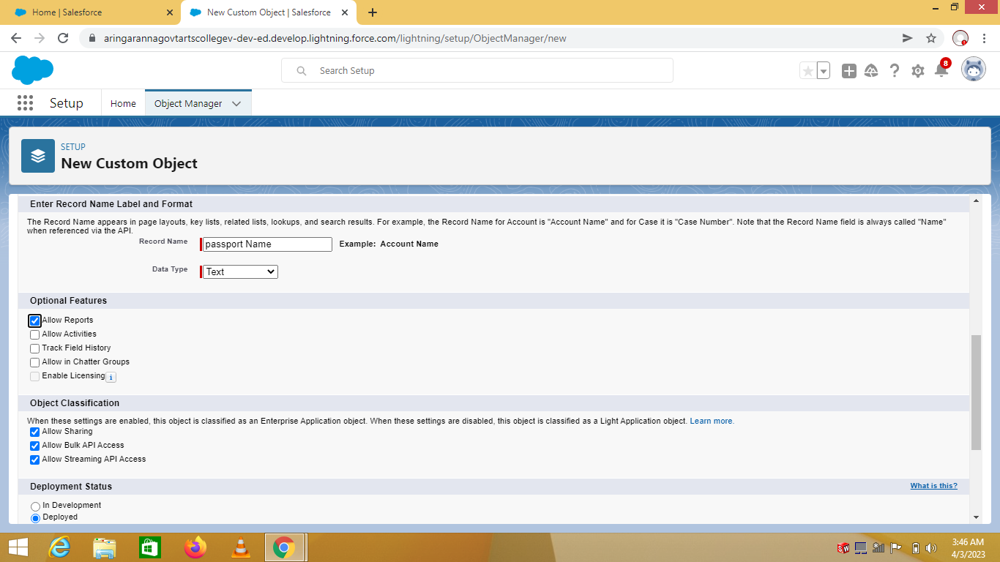 Home | Salesforce
New Custom Object | Salesforce
aringarannagovtartscollegev-dev-ed.develop.lightning.force.com/lightning/setup/ObjectManager/new
Search Setup
8
Setup
Home
Object Manager
SETUP
New Custom Object
Enter Record Name Label and Format
The Record Name appears in page layouts, key lists, related lists, lookups, and search results. For example, the Record Name for Account is "Account Name" and for Case it is "Case Number". Note that the Record Name field is always called "Name"
when referenced via the API.
Record Name passport Name Example: Account Name
Data Type Text
Optional Features
Allow Reports
Allow Activities
Track Field History
Allow in Chatter Groups
Enable Licensing i
Object Classification
When these settings are enabled, this object is classified as an Enterprise Application object. When these settings are disabled, this object is classified as a Light Application object. Learn more.
Allow Sharing
Allow Bulk API Access
Allow Streaming API Access
Deployment Status What is this?
In Development
Deployed
3:46 AM
4/3/2023